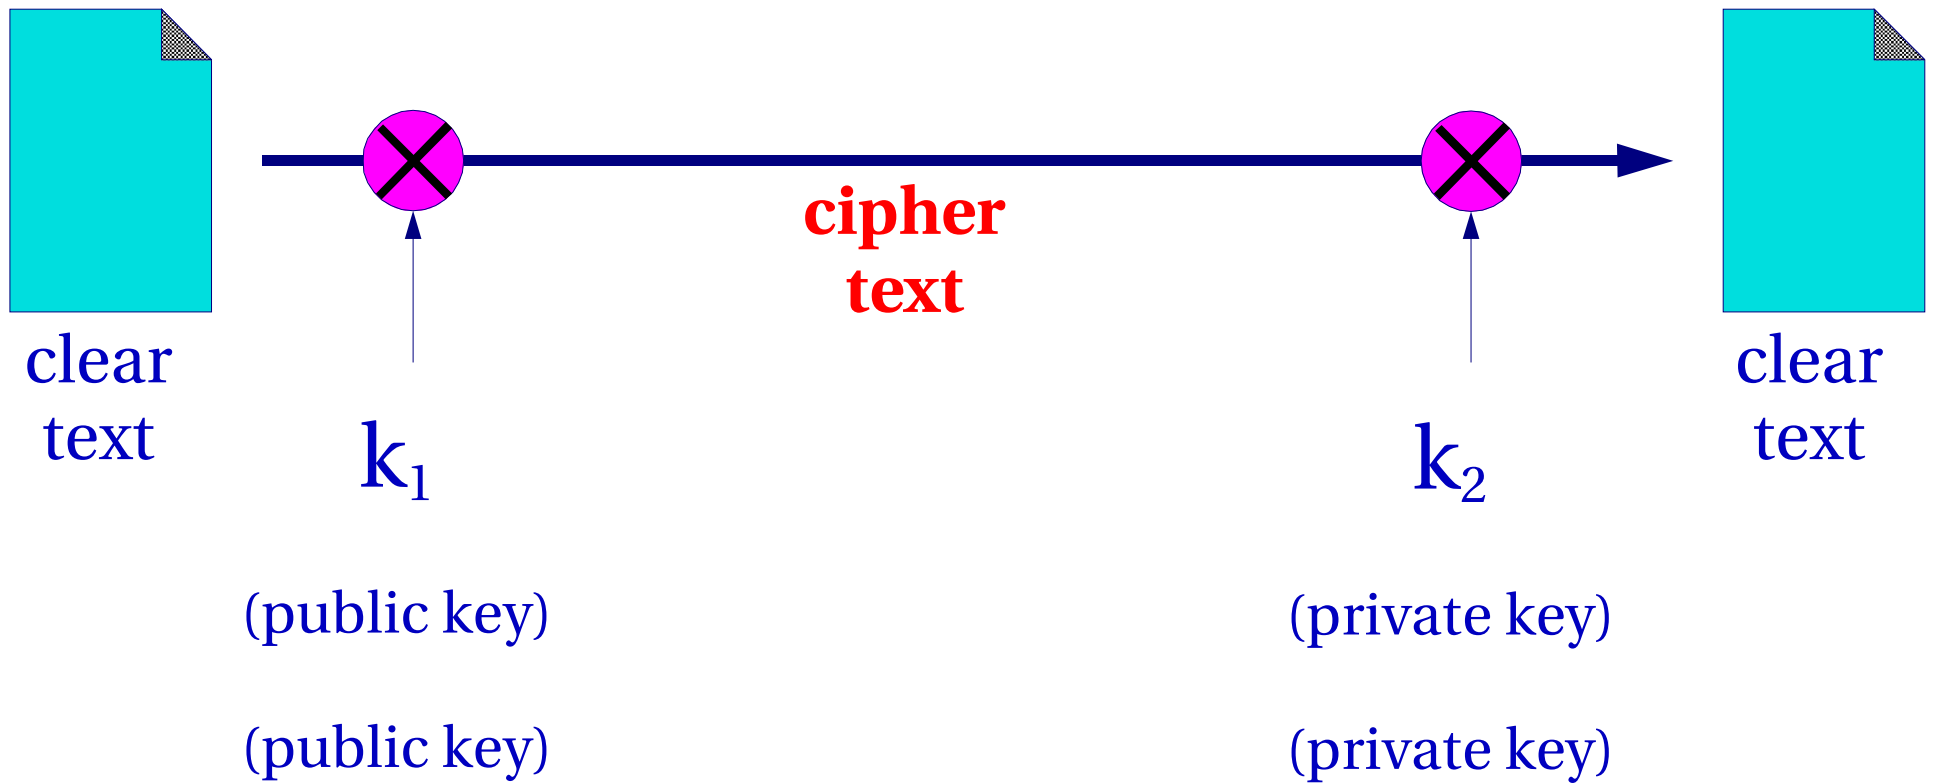 cipher
text
clear
text
clear
text
k1
k2
(public key)
(private key)
(public key)
(private key)